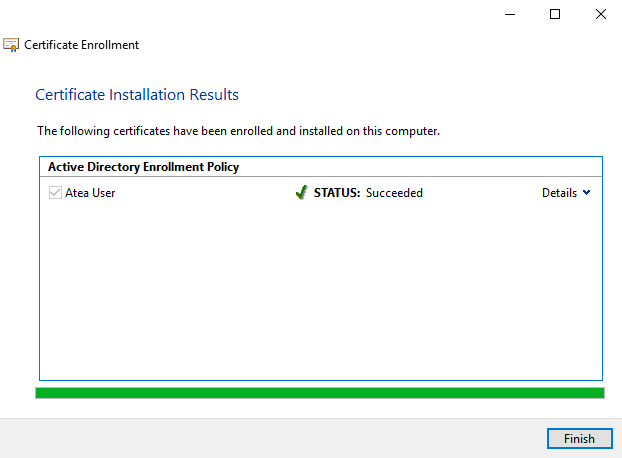 Certificate Enrollment
Certificate Installation Results
The following certificates have been enrolled and installed on this computer.
Active Directory Enrollment Policy
Atea User STATUS: Succeeded Details
Finish